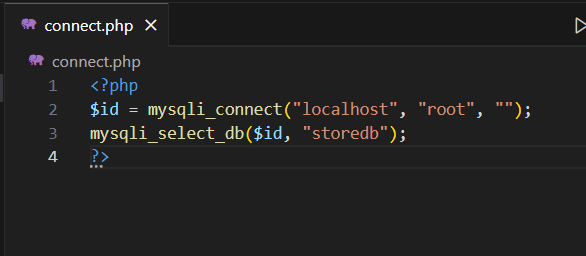 connect.php
connect.php
1 <?php
2 $id = mysqli_connect("localhost", "root", "");
3 mysqli_select_db($id, "storedb");
4 ?>